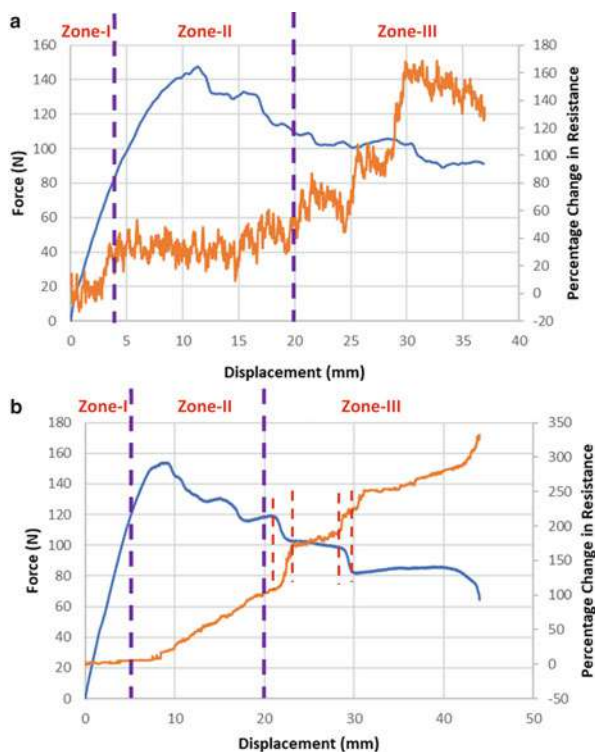 a
Zone-I Zone-II Zone-III
160 180
140 160
120 140
100 120
80 100
60 80
40 60
20 40
0 20
0
-20
0 5 10 15 20 25 30 35 40
Force (N)
Percentage Change in Resistance
Displacement (mm)
b
Zone-I Zone-II Zone-III
180 350
160 300
140 250
120 200
100 150
80 100
60 50
40 0
20 -50
0
0 10 20 30 40 50
Force (N)
Percentage Change in Resistance
Displacement (mm)